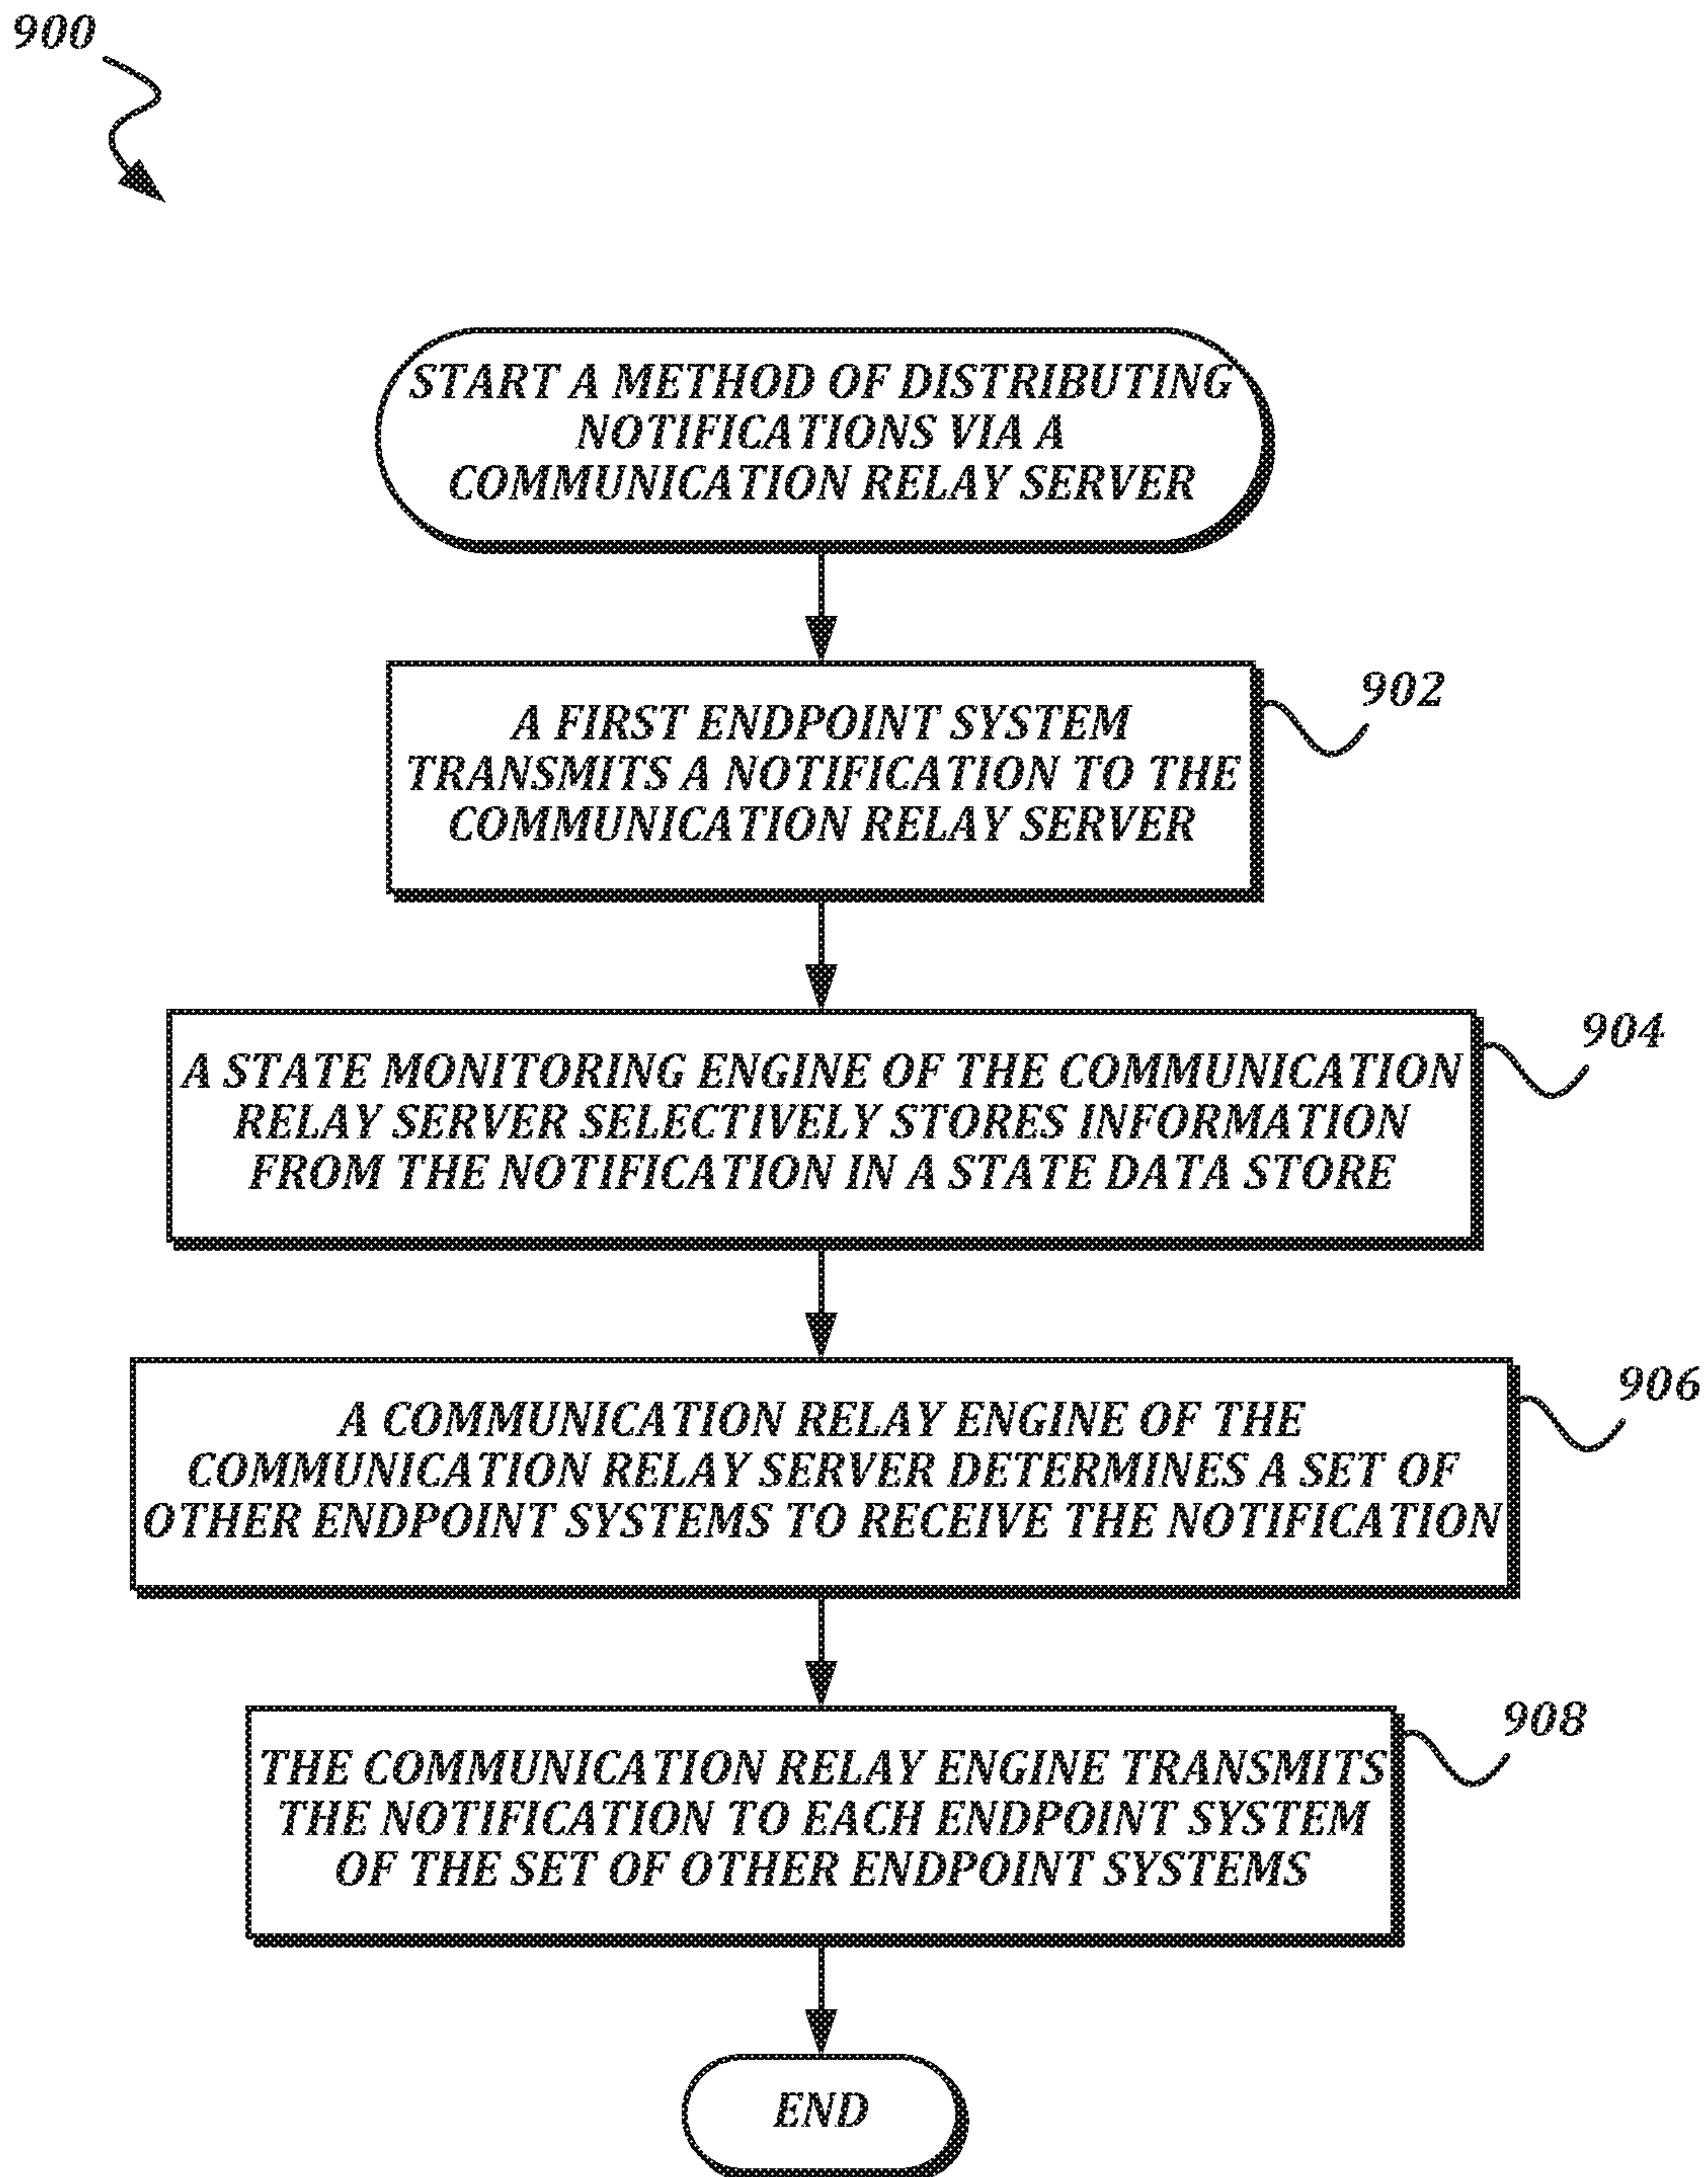 900
START A METHOD OF DISTRIBUTING
NOTIFICATIONS VIA A
COMMUNICATION RELAY SERVER
902
A FIRST ENDPOINT SYSTEM
TRANSMITS A NOTIFICATION TO THE
COMMUNICATION RELAY SERVER
904
A STATE MONITORING ENGINE OF THE COMMUNICATION
RELAY SERVER SELECTIVELY STORES INFORMATION
FROM THE NOTIFICATION IN A STATE DATA STORE
906
A COMMUNICATION RELAY ENGINE OF THE
COMMUNICATION RELAY SERVER DETERMINES A SET OF
OTHER ENDPOINT SYSTEMS TO RECEIVE THE NOTIFICATION
908
THE COMMUNICATION RELAY ENGINE TRANSMITS
THE NOTIFICATION TO EACH ENDPOINT SYSTEM
OF THE SET OF OTHER ENDPOINT SYSTEMS
END